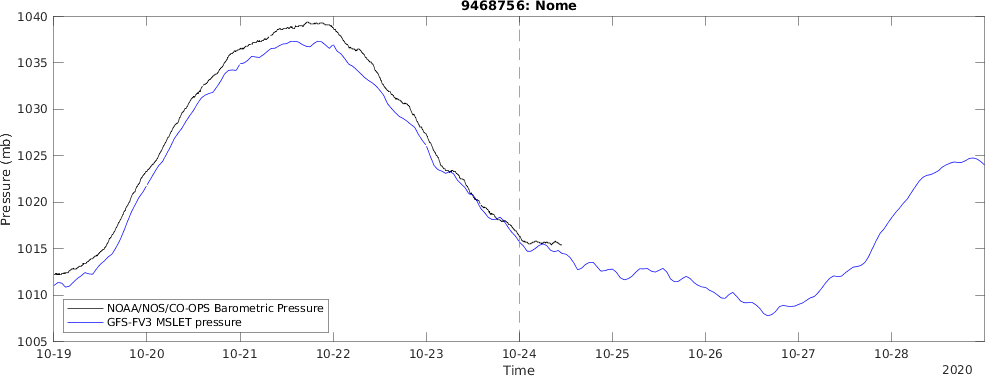 9468756: Nome
1040
1035
1030
1025
1020
1015
1010
1005
Pressure (mb)
NOAA/NOS/CO-OPS Barometric Pressure
GFS-FV3 MSLET pressure
10-19 10-20 10-21 10-22 10-23 10-24 10-25 10-26 10-27 10-28
Time
2020